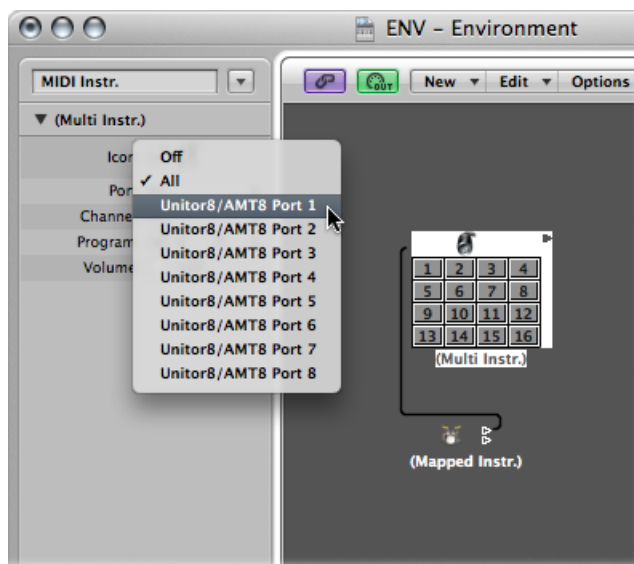 ENV – Environment
MIDI Instr.
OUT
New
Edit
Options
(Multi Instr.)
Icon
Port
Channel
Program
Volume
Off
✓ All
Unitor8/AMT8 Port 1
Unitor8/AMT8 Port 2
Unitor8/AMT8 Port 3
Unitor8/AMT8 Port 4
Unitor8/AMT8 Port 5
Unitor8/AMT8 Port 6
Unitor8/AMT8 Port 7
Unitor8/AMT8 Port 8
1 2 3 4
5 6 7 8
9 10 11 12
13 14 15 16
(Multi Instr.)
(Mapped Instr.)